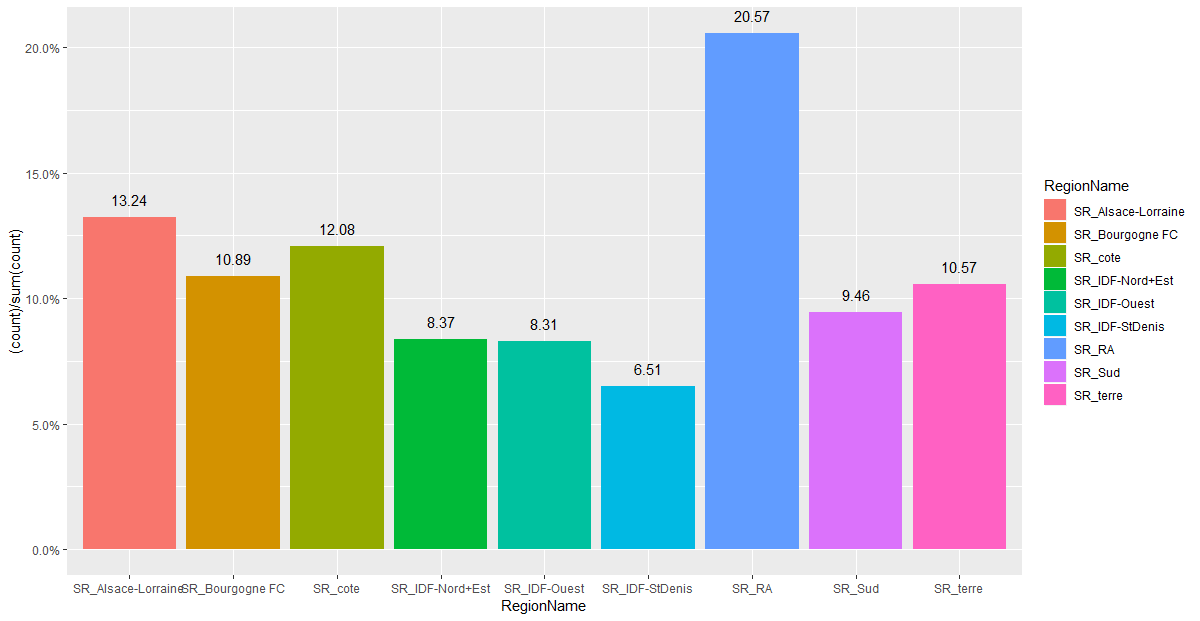 20.57
20.0%
15.0%
13.24
12.08
10.89
10.57
10.0%
9.46
8.37
8.31
6.51
5.0%
0.0%
(count)/sum(count)
SR_Alsace-Lorraine SR_Bourgogne FC SR_cote SR_IDF-Nord+Est SR_IDF-Ouest SR_IDF-StDenis SR_RA SR_Sud SR_terre
RegionName
RegionName
SR_Alsace-Lorraine
SR_Bourgogne FC
SR_cote
SR_IDF-Nord+Est
SR_IDF-Ouest
SR_IDF-StDenis
SR_RA
SR_Sud
SR_terre